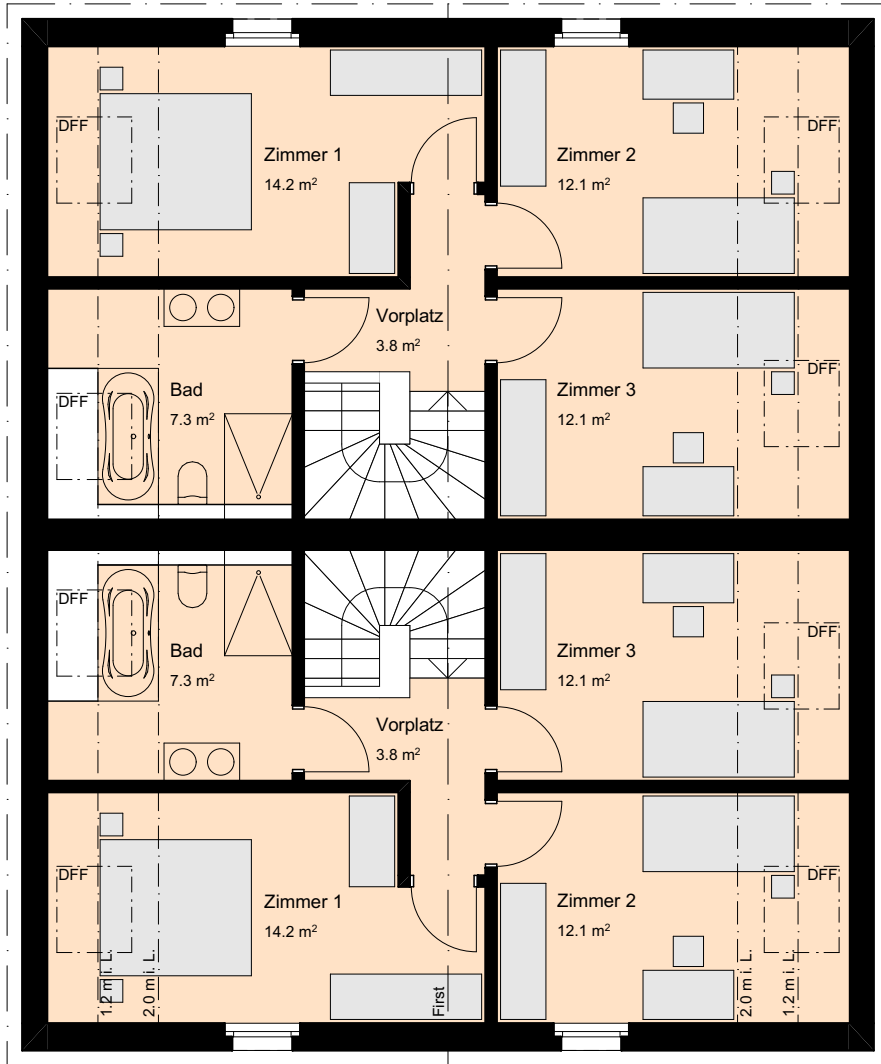 DFF
DFF
Zimmer 1
14.2 m²
Zimmer 2
12.1 m²
Vorplatz
3.8 m²
DFF
Bad
7.3 m²
Zimmer 3
12.1 m²
DFF
DFF
Bad
7.3 m²
Zimmer 3
12.1 m²
DFF
Vorplatz
3.8 m²
DFF
DFF
Zimmer 1
14.2 m²
Zimmer 2
12.1 m²
1.2 m i. L.
2.0 m i. L.
First
2.0 m i. L.
1.2 m i. L.